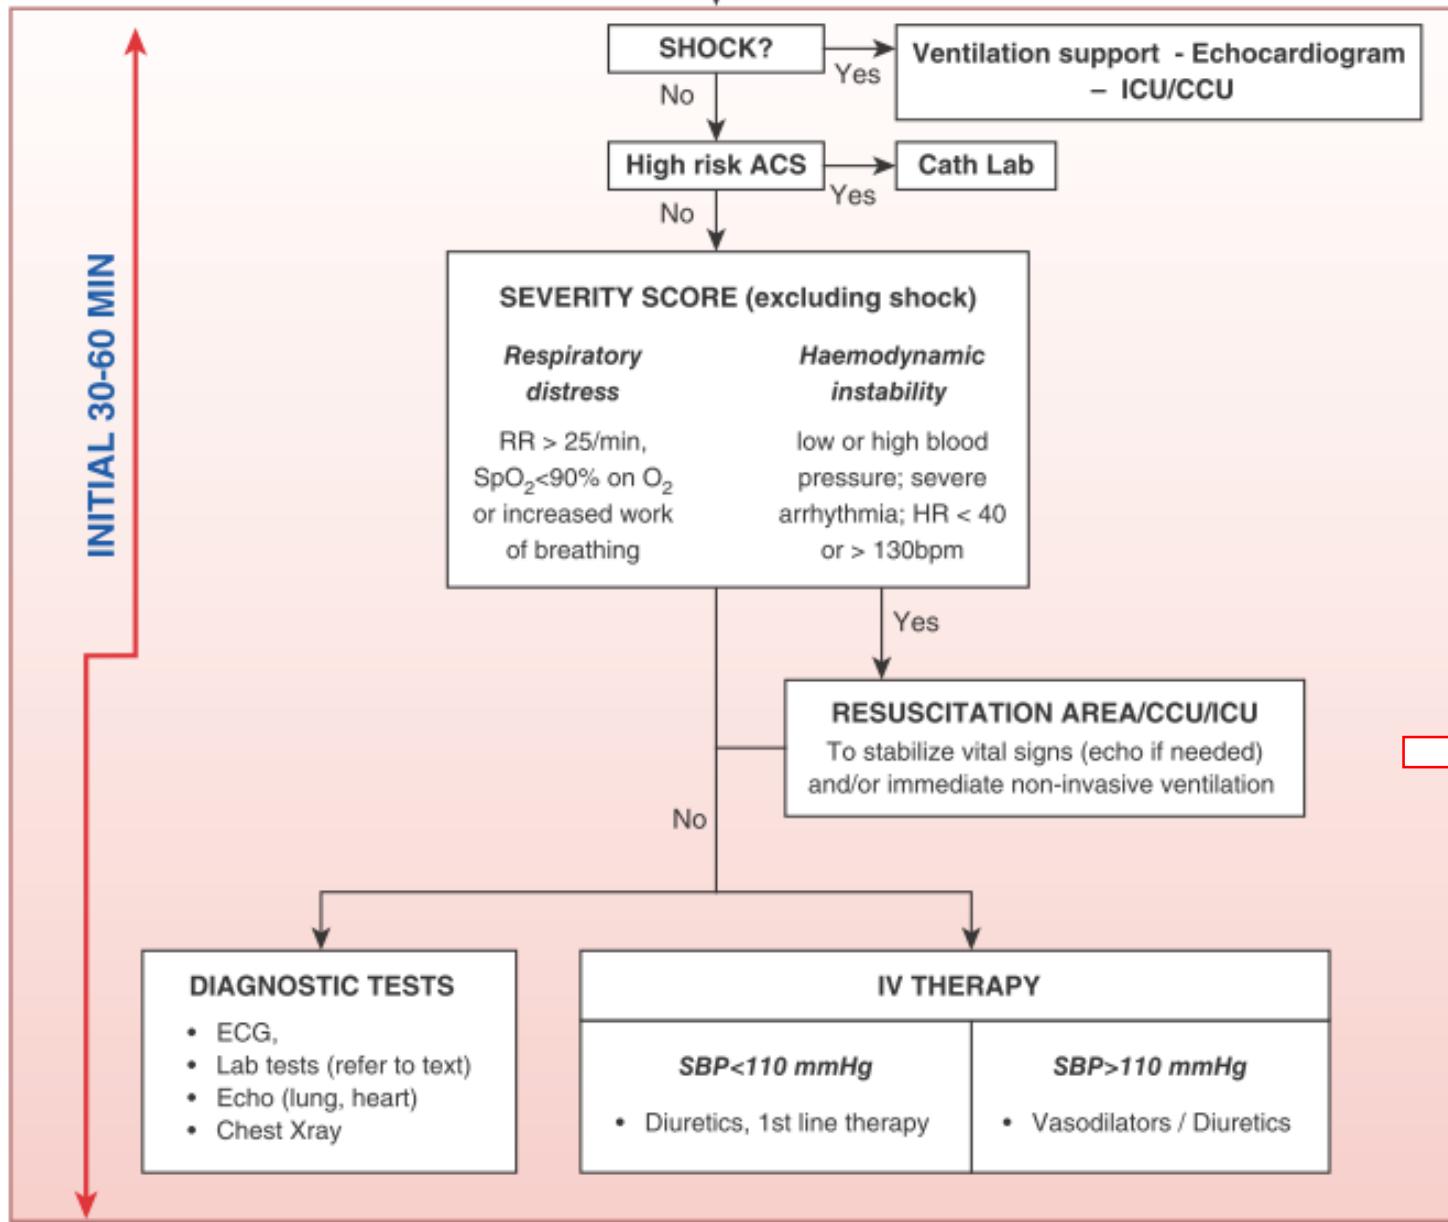 SHOCK?
Yes
Ventilation support - Echocardiogram
– ICU/CCU
No
High risk ACS
Yes
Cath Lab
No
INITIAL 30-60 MIN
SEVERITY SCORE (excluding shock)
Respiratory
distress
RR > 25/min,
SpO2<90% on O2
or increased work
of breathing
Haemodynamic
instability
low or high blood
pressure; severe
arrhythmia; HR < 40
or > 130bpm
Yes
RESUSCITATION AREA/CCU/ICU
To stabilize vital signs (echo if needed)
and/or immediate non-invasive ventilation
No
DIAGNOSTIC TESTS
• ECG,
• Lab tests (refer to text)
• Echo (lung, heart)
• Chest Xray
IV THERAPY
SBP<110 mmHg
• Diuretics, 1st line therapy
SBP>110 mmHg
• Vasodilators / Diuretics